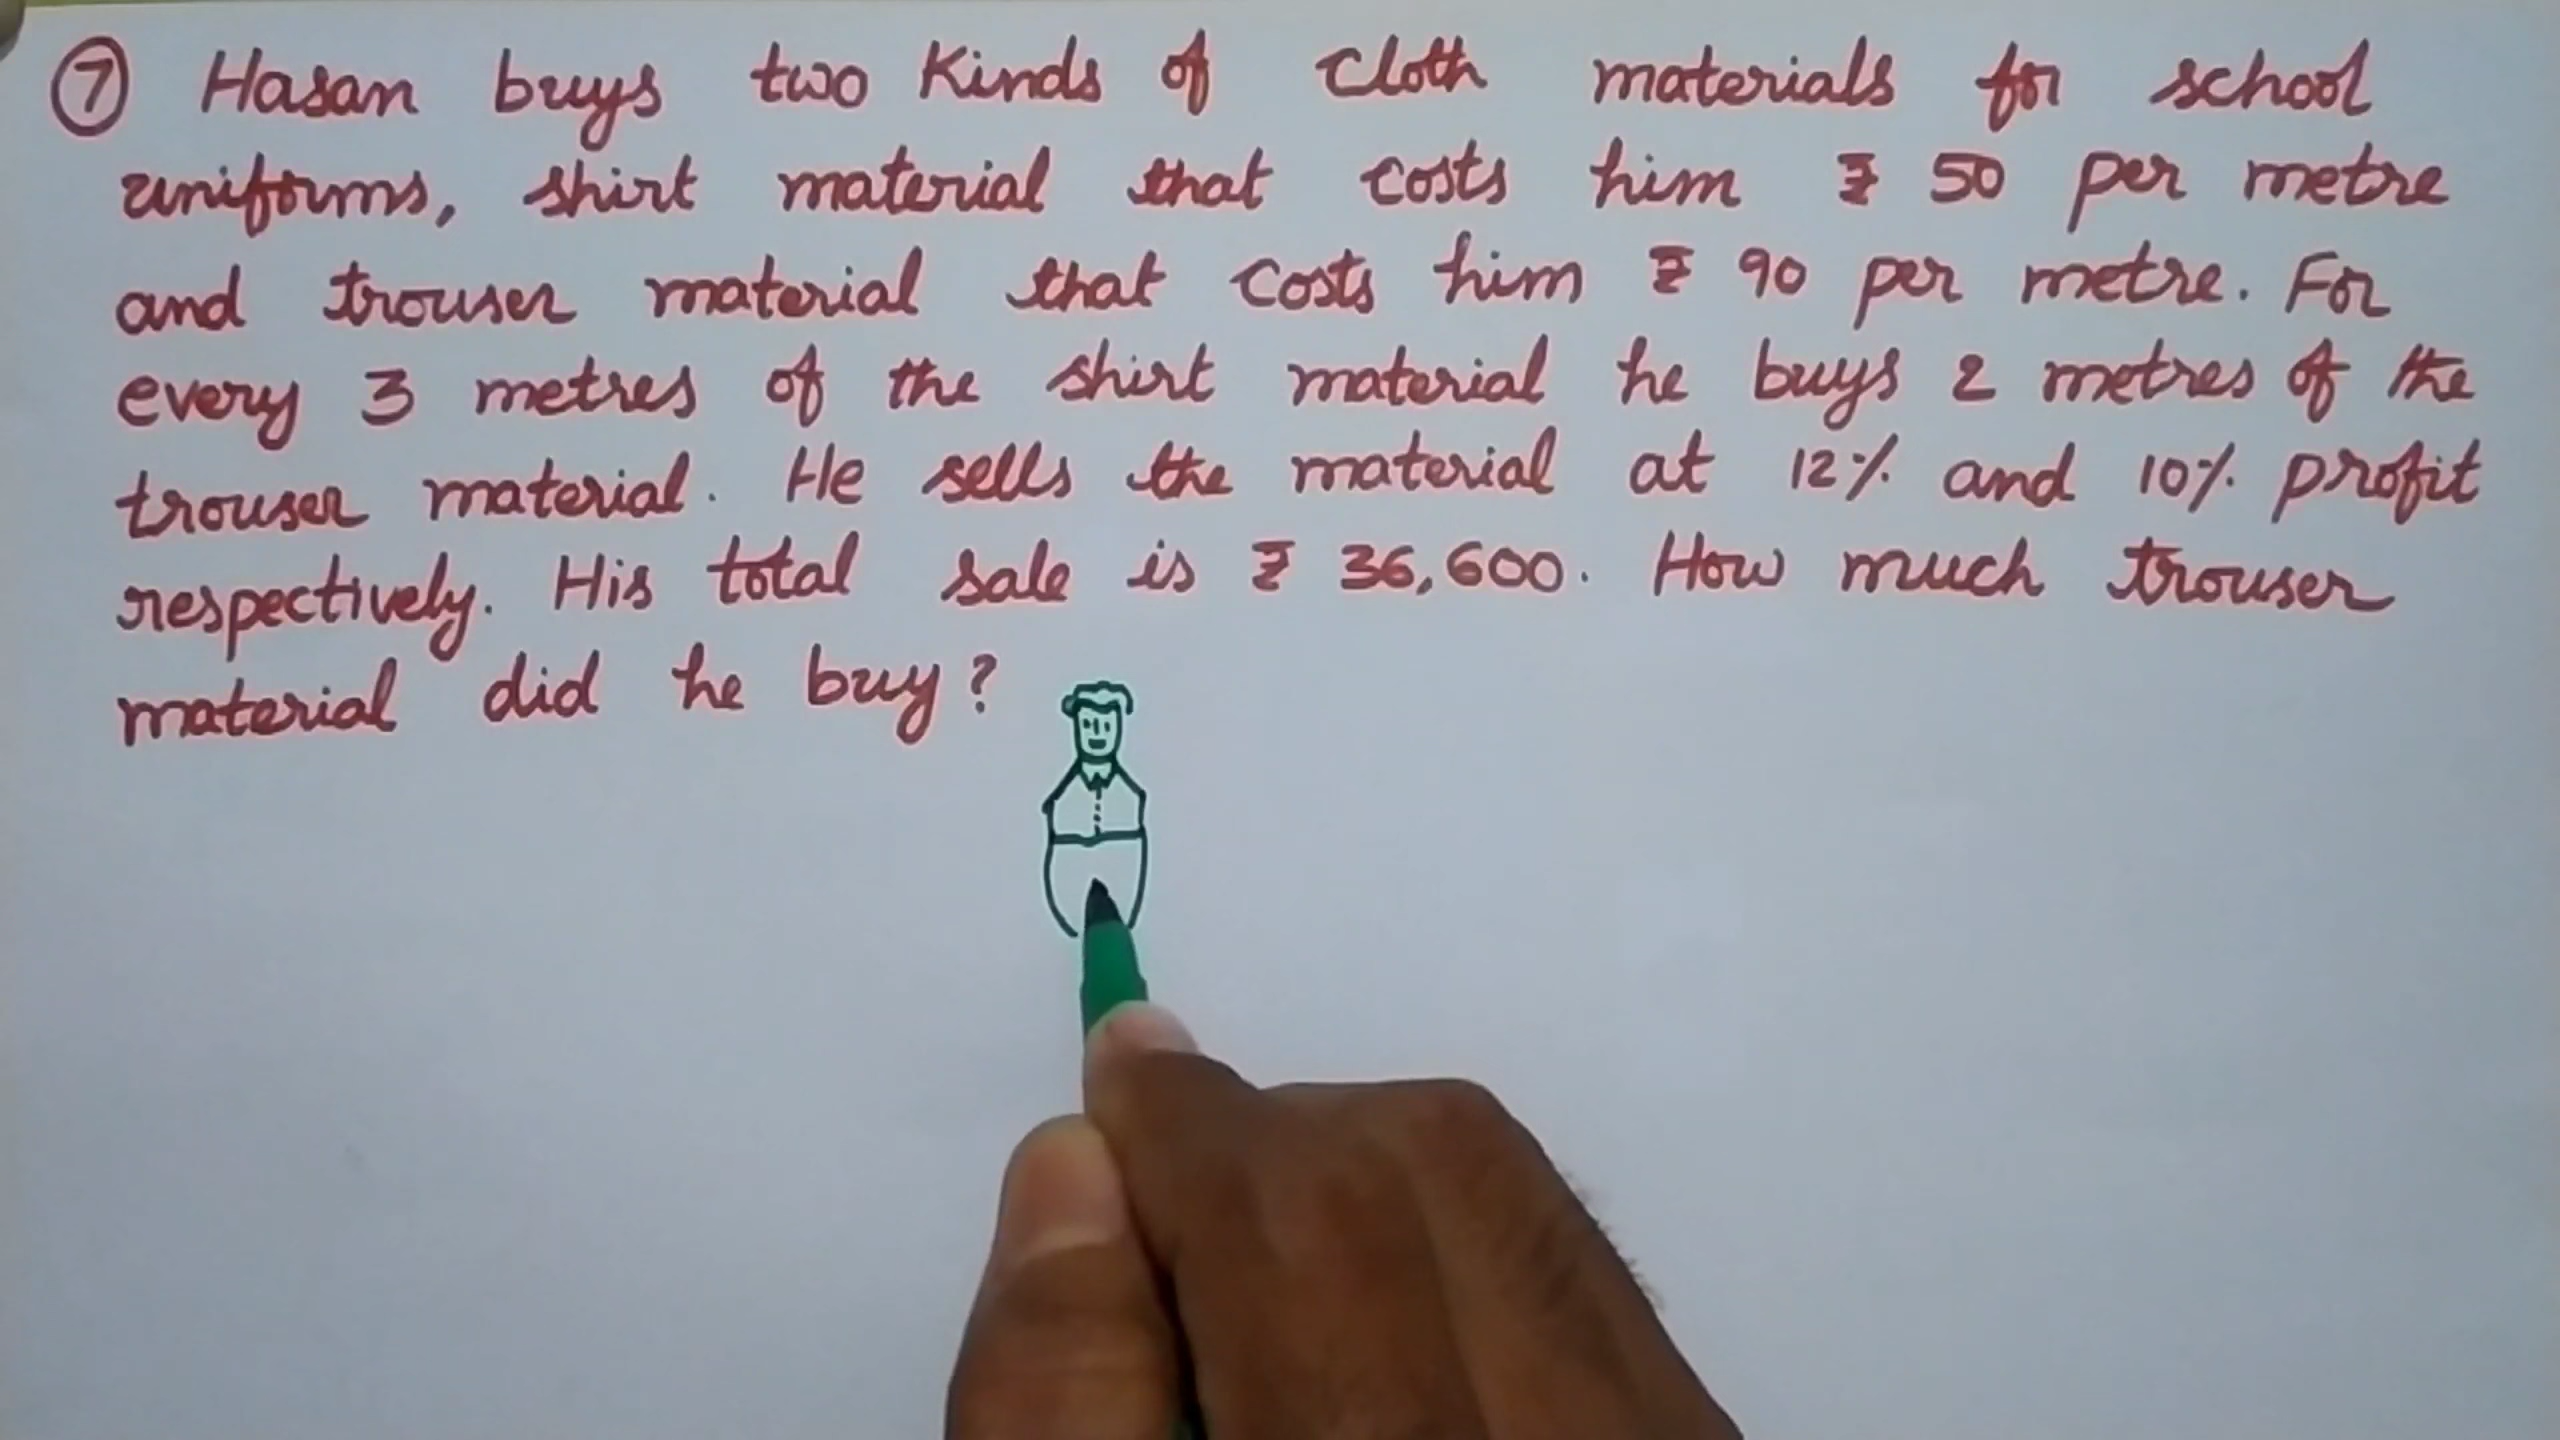 7 Hasan buys two Kinds of Cloth materials for school
uniforms, shirt material that costs him ₹ 50 per metre
and trouser material that costs him ₹ 90 per metre. For
every 3 metres of the shirt material he buys 2 metres of the
trouser material. He sells the material at 12% and 10% profit
respectively. His total sale is ₹ 36,600. How much trouser
material did he buy?